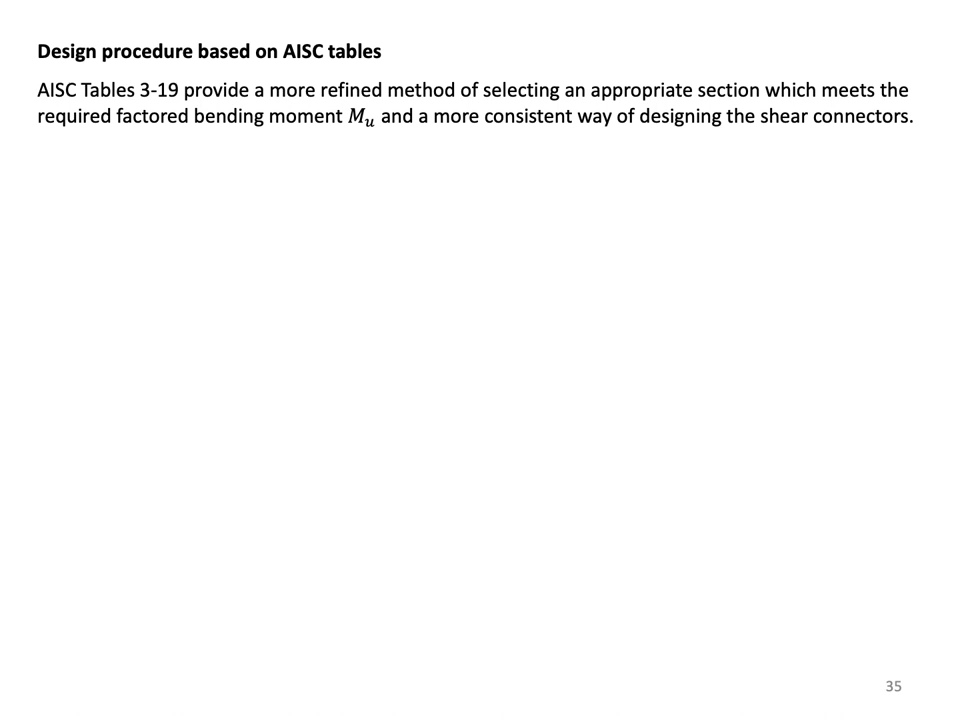 Design procedure based on AISC tables
AISC Tables 3-19 provide a more refined method of selecting an appropriate section which meets the
required factored bending moment 𝑀ᵤ and a more consistent way of designing the shear connectors.
35